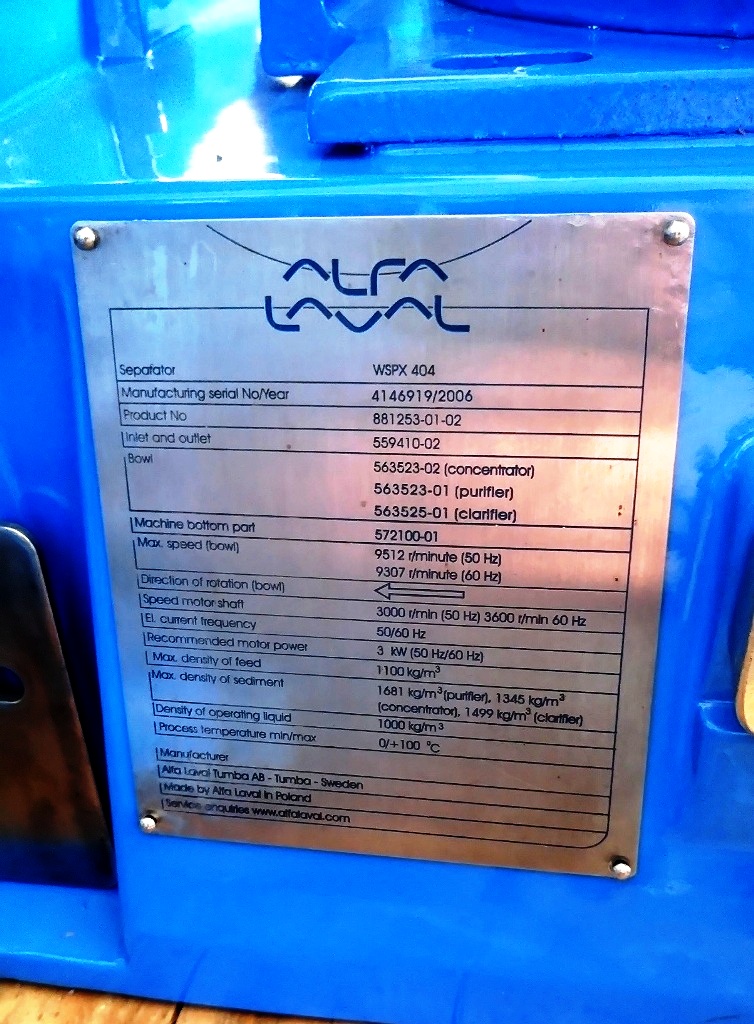 ALFA
LAVAL
Separator WSPX 404
Manufacturing serial No/Year 4146919/2006
Product No 881253-01-02
Inlet and outlet 559410-02
Bowl 563523-02 (concentrator)
563523-01 (purifier)
563525-01 (clarifier)
Machine bottom part 572100-01
Max. speed (bowl) 9512 r/minute (50 Hz)
9307 r/minute (60 Hz)
Direction of rotation (bowl)
Speed motor shaft 3000 r/min (50 Hz) 3600 r/min 60 Hz
El. current frequency 50/60 Hz
Recommended motor power 3 kW (50 Hz/60 Hz)
Max. density of feed 1100 kg/m³
Max. density of sediment 1681 kg/m³ (purifier), 1345 kg/m³
(concentrator), 1499 kg/m³ (clarifier)
Density of operating liquid 1000 kg/m³
Process temperature min/max 0/+100 °C
Manufacturer
Alfa Laval Tumba AB - Tumba - Sweden
Made by Alfa Laval in Poland
Service enquiries www.alfalaval.com